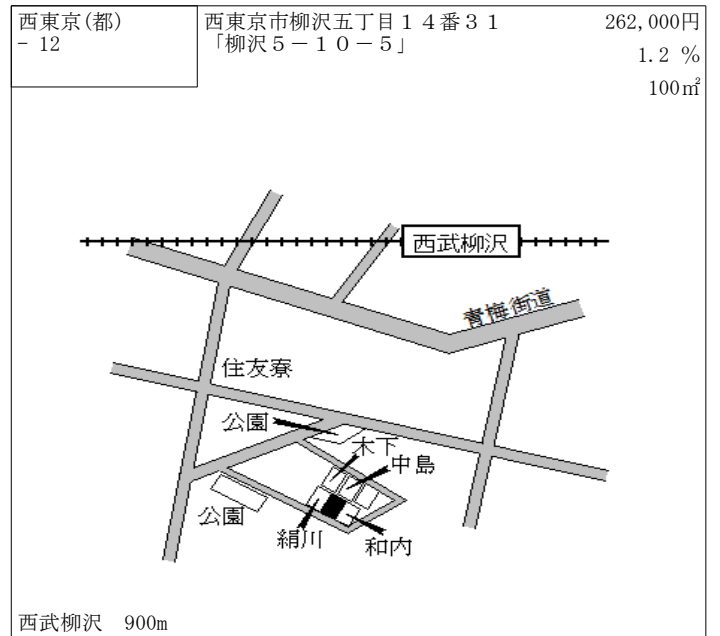 西東京(都)
- 12
西東京市柳沢五丁目１４番３１
「柳沢５－１０－５」
262,000円
1.2 %
100㎡
西武柳沢
青梅街道
住友寮
公園
木下
中島
公園
絹川
和内
西武柳沢　900m